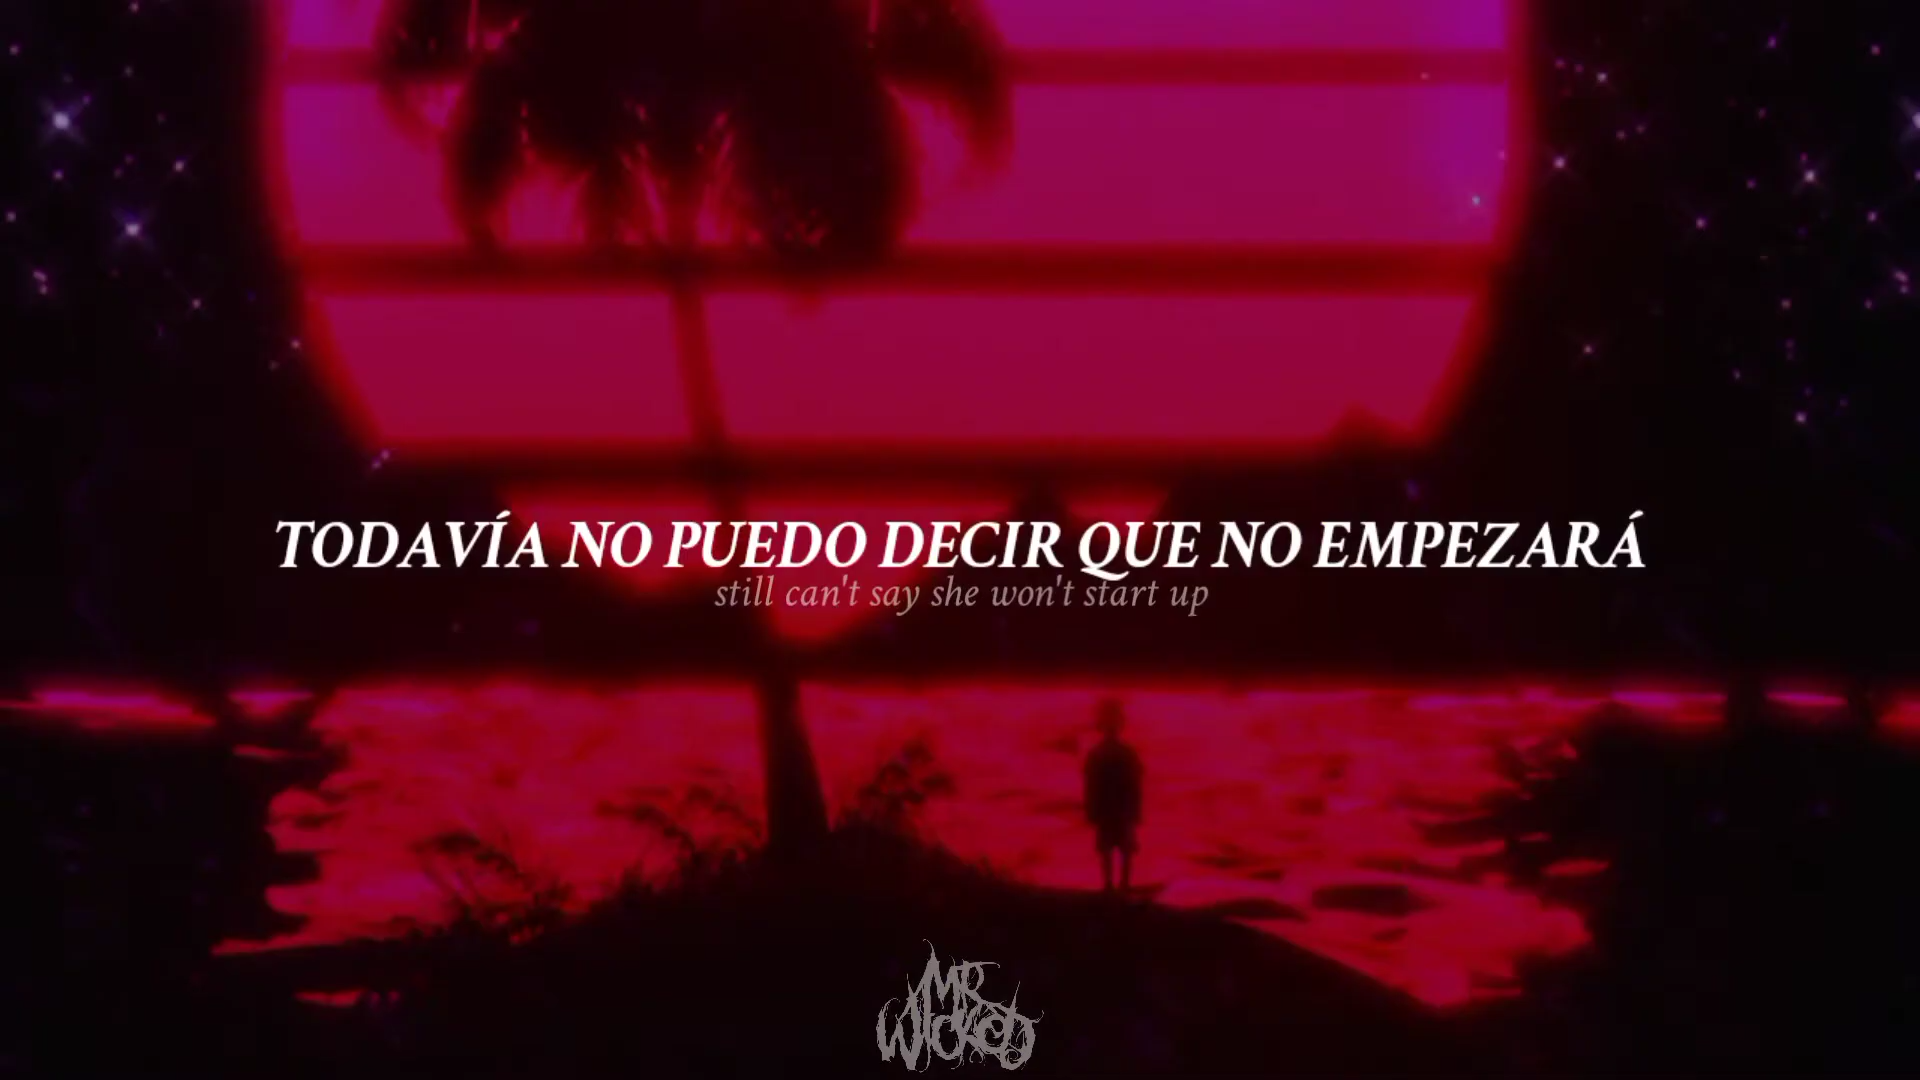 TODAVÍA NO PUEDO DECIR QUE NO EMPEZARÁ
still can't say she won't start up
MR
WICKED